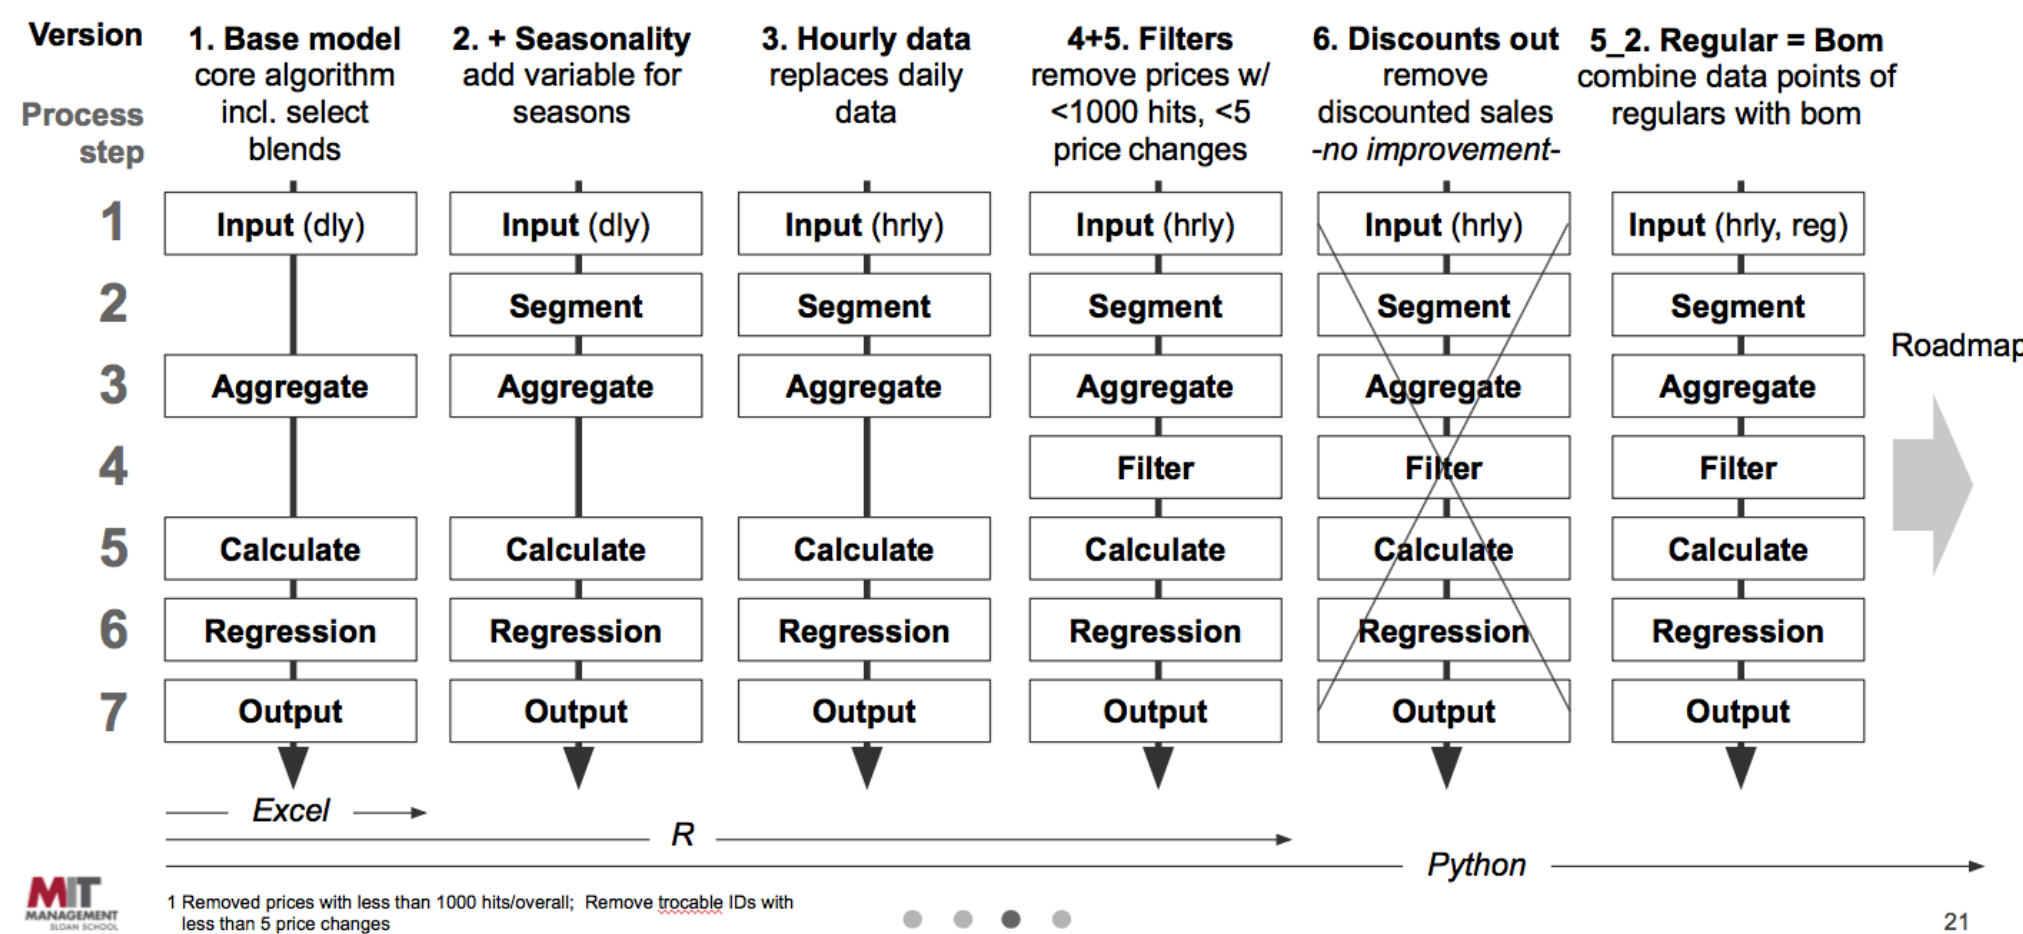 Version
Process
step
1. Base model
core algorithm
incl. select
blends
2. + Seasonality
add variable for
seasons
3. Hourly data
replaces daily
data
4+5. Filters
remove prices w/
<1000 hits, <5
price changes
6. Discounts out
remove
discounted sales
-no improvement-
5_2. Regular = Bom
combine data points of
regulars with bom
1
Input (dly)
Input (dly)
Input (hrly)
Input (hrly)
Input (hrly)
Input (hrly, reg)
2
Segment
Segment
Segment
Segment
Segment
Roadmap
3
Aggregate
Aggregate
Aggregate
Aggregate
Aggregate
Aggregate
4
Filter
Filter
Filter
5
Calculate
Calculate
Calculate
Calculate
Calculate
Calculate
6
Regression
Regression
Regression
Regression
Regression
Regression
7
Output
Output
Output
Output
Output
Output
Excel
R
Python
MIT
MANAGEMENT
SLOAN SCHOOL
1 Removed prices with less than 1000 hits/overall; Remove trocable IDs with
less than 5 price changes
21